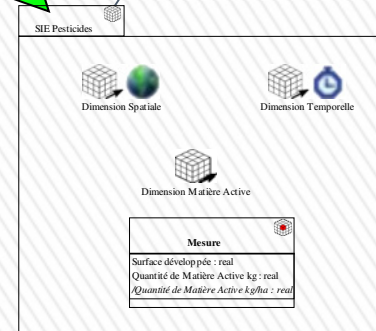 SIE Pesticides
Dimension Spatiale
Dimension Temporelle
Dimension Matière Active
Mesure
Surface développée : real
Quantité de Matière Active kg : real
/Quantité de Matière Active kg/ha : real